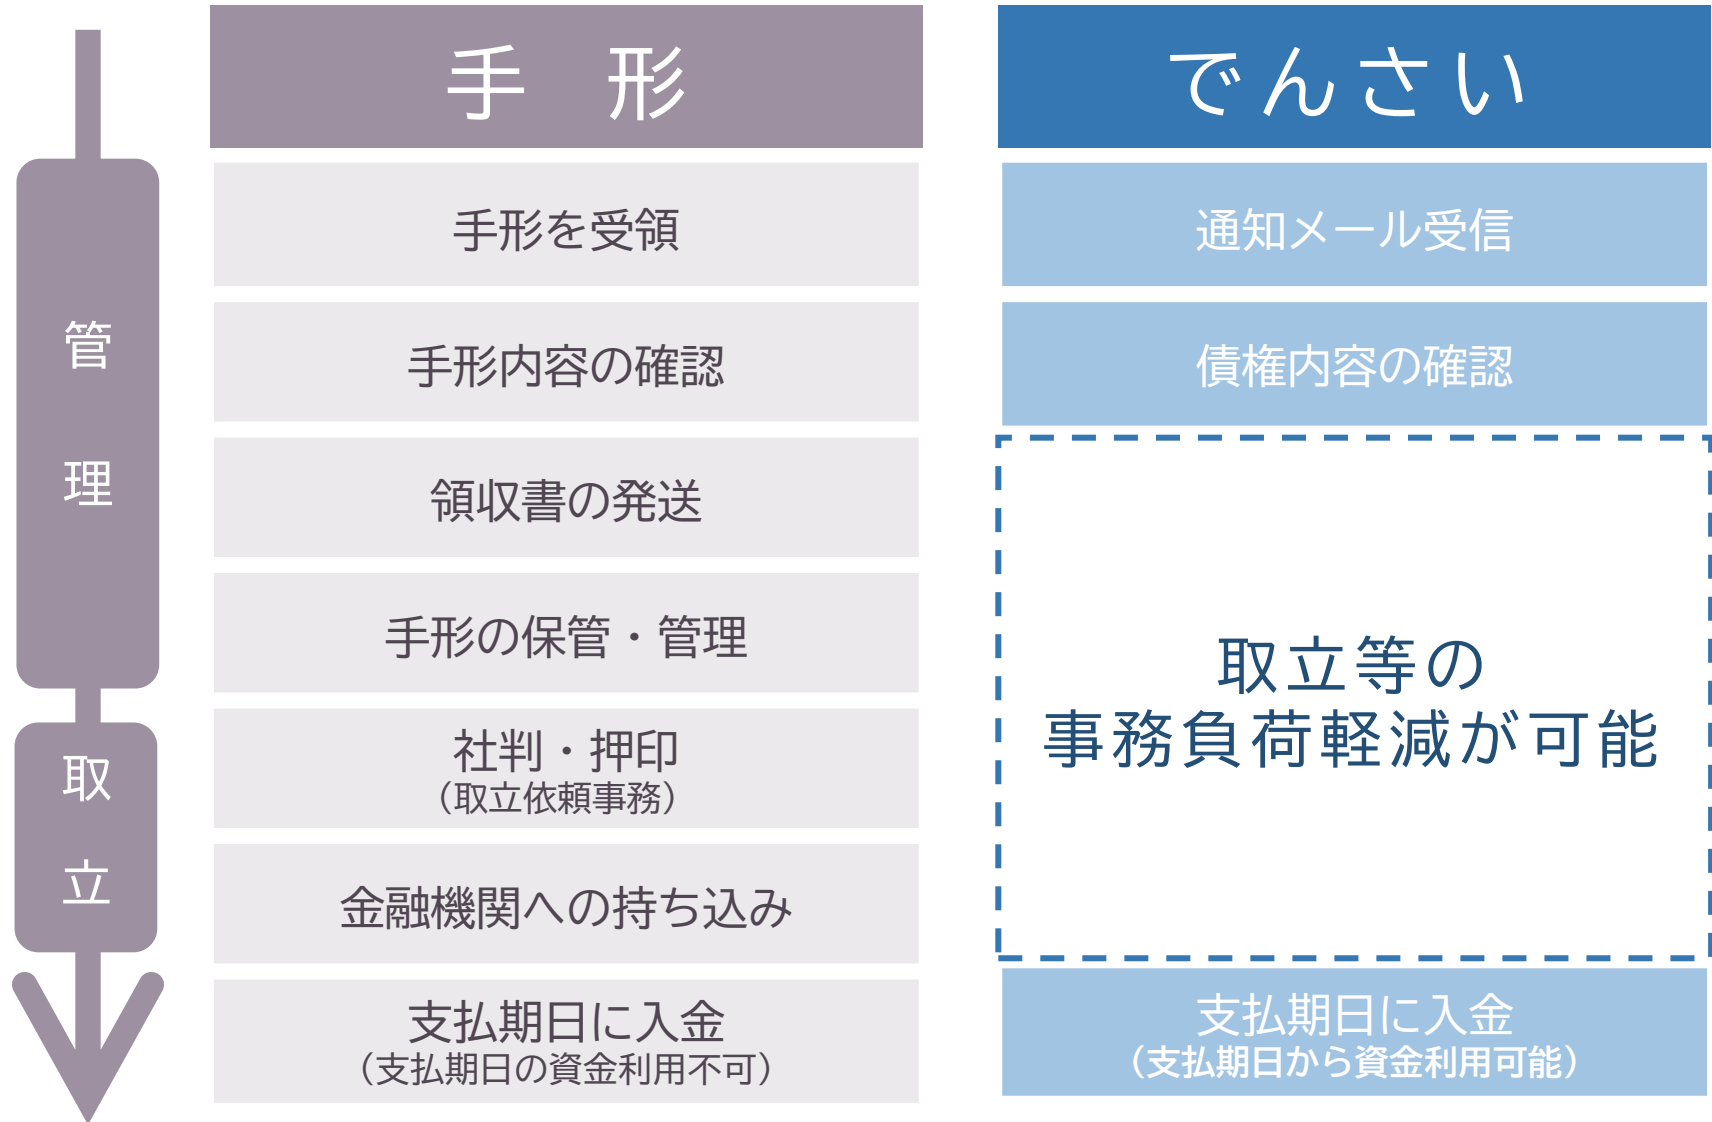 手　形
でんさい
管理
取立
手形を受領
手形内容の確認
領収書の発送
手形の保管・管理
社判・押印
（取立依頼事務）
金融機関への持ち込み
支払期日に入金
（支払期日の資金利用不可）
通知メール受信
債権内容の確認
取立等の
事務負荷軽減が可能
支払期日に入金
（支払期日から資金利用可能）